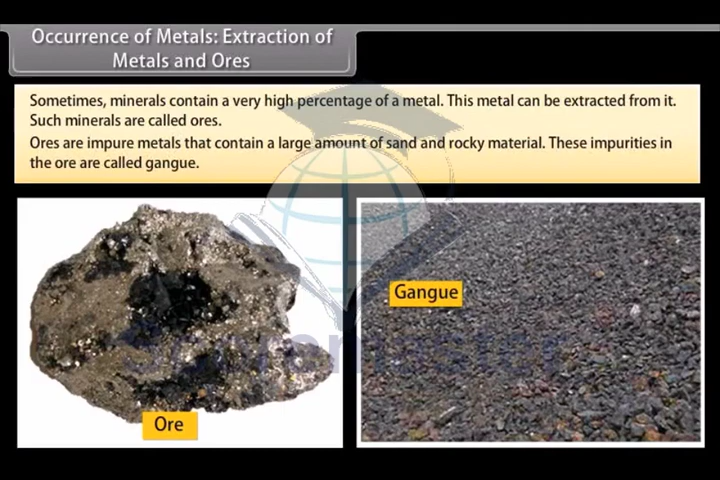 Occurrence of Metals: Extraction of
Metals and Ores
Sometimes, minerals contain a very high percentage of a metal. This metal can be extracted from it.
Such minerals are called ores.
Ores are impure metals that contain a large amount of sand and rocky material. These impurities in
the ore are called gangue.
Gangue
Ore